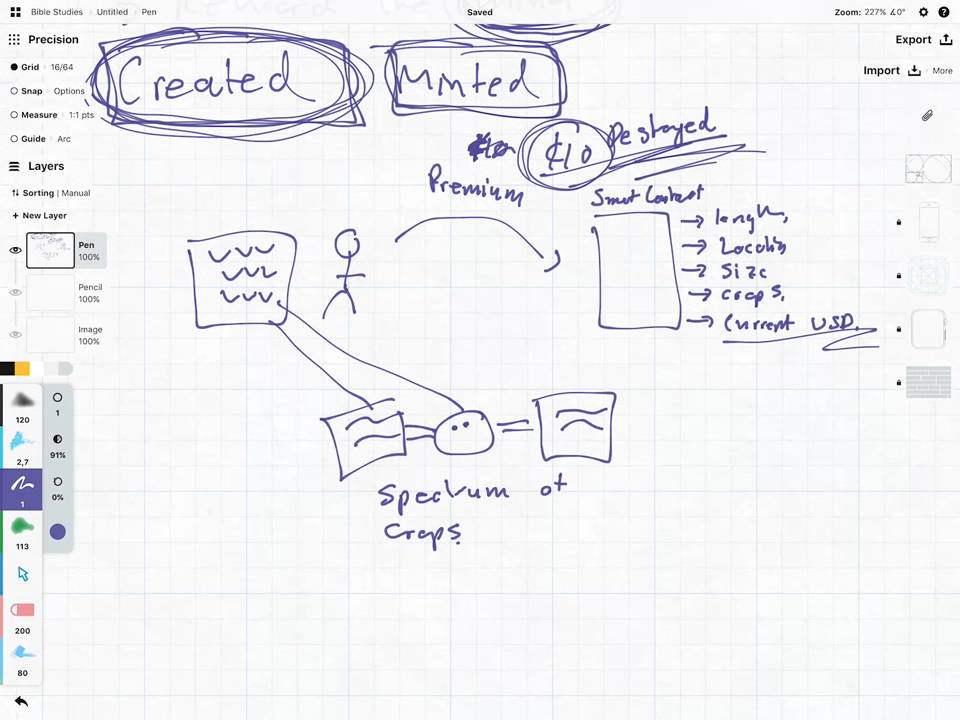 Bible Studies Untitled Pen
Saved
Zoom: 227% ∡0°
Precision
Export
Grid 16/64
Import More
Snap Options
Measure 1:1 pts
Guide Arc
Layers
Sorting | Manual
+ New Layer
Pen
100%
Pencil
100%
Image
100%
120
2,7
1
113
200
80
1
91%
0%
Created
Minted
Destroyed
Premium
Smart Contract
→ length,
→ Location
→ Size
→ crops.
→ Current USD.
Spectrum of
Crops.